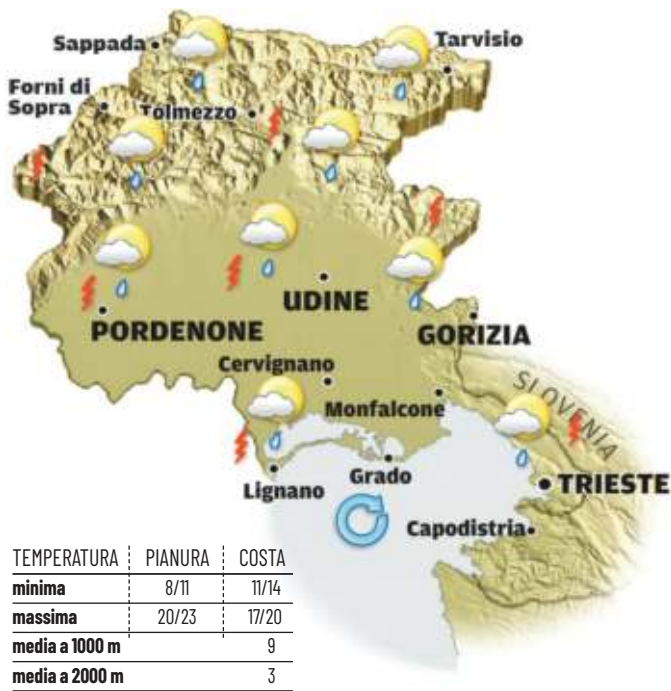 Sappada
Tarvisio
Forni di
Sopra
Tolmezzo
UDINE
PORDENONE
GORIZIA
Cervignano
Monfalcone
SLOVENIA
Lignano
Grado
TRIESTE
Capodistria
TEMPERATURA PIANURA COSTA
minima 8/11 11/14
massima 20/23 17/20
media a 1000 m 9
media a 2000 m 3